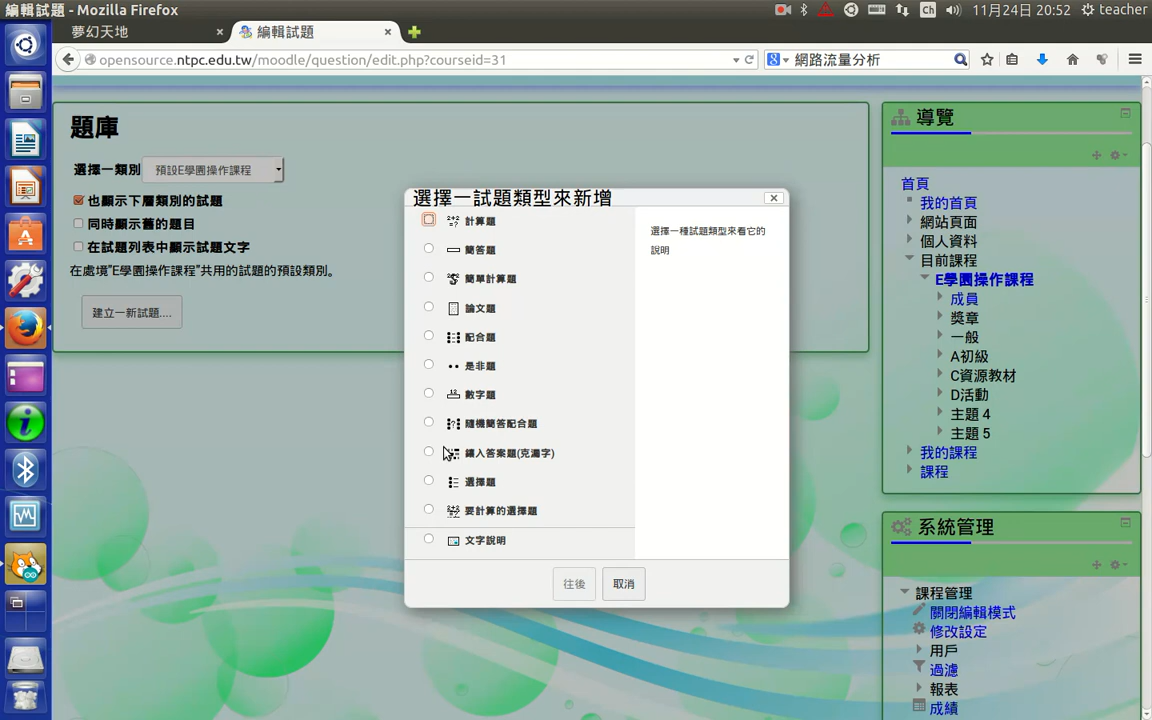 編輯試題 - Mozilla Firefox
Ch
11月24日 20:52
teacher
夢幻天地
編輯試題
opensource.ntpc.edu.tw/moodle/question/edit.php?courseid=31
網路流量分析
題庫
選擇一類別
預設E學園操作課程
也顯示下層類別的試題
同時顯示舊的題目
在試題列表中顯示試題文字
在處境"E學園操作課程"共用的試題的預設類別。
建立一新試題....
選擇一試題類型來新增
計算題
簡答題
簡單計算題
論文題
配合題
是非題
數字題
隨機簡答配合題
鑲入答案題(克漏字)
選擇題
要計算的選擇題
文字說明
選擇一種試題類型來看它的
說明
往後
取消
導覽
首頁
我的首頁
網站頁面
個人資料
目前課程
E學園操作課程
成員
獎章
一般
A初級
C資源教材
D活動
主題 4
主題 5
我的課程
課程
系統管理
課程管理
關閉編輯模式
修改設定
用戶
過濾
報表
成績